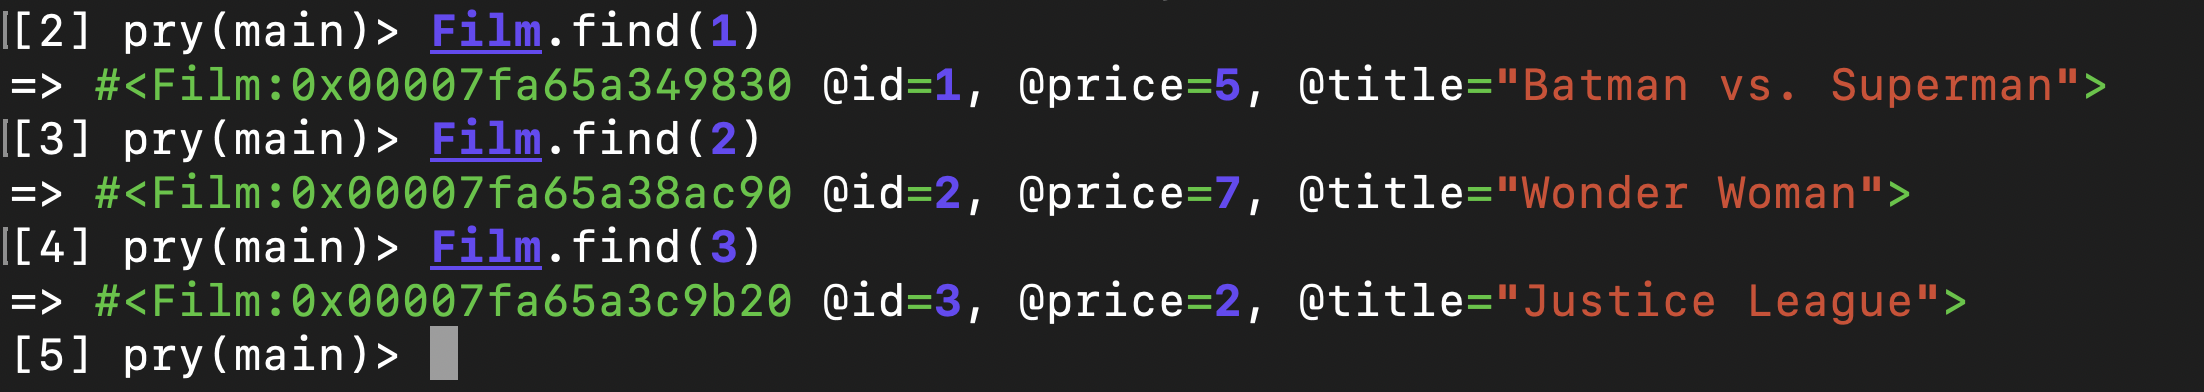 [2] pry(main)> Film.find(1)
=> #<Film:0x00007fa65a349830 @id=1, @price=5, @title="Batman vs. Superman">
[3] pry(main)> Film.find(2)
=> #<Film:0x00007fa65a38ac90 @id=2, @price=7, @title="Wonder Woman">
[4] pry(main)> Film.find(3)
=> #<Film:0x00007fa65a3c9b20 @id=3, @price=2, @title="Justice League">
[5] pry(main)>